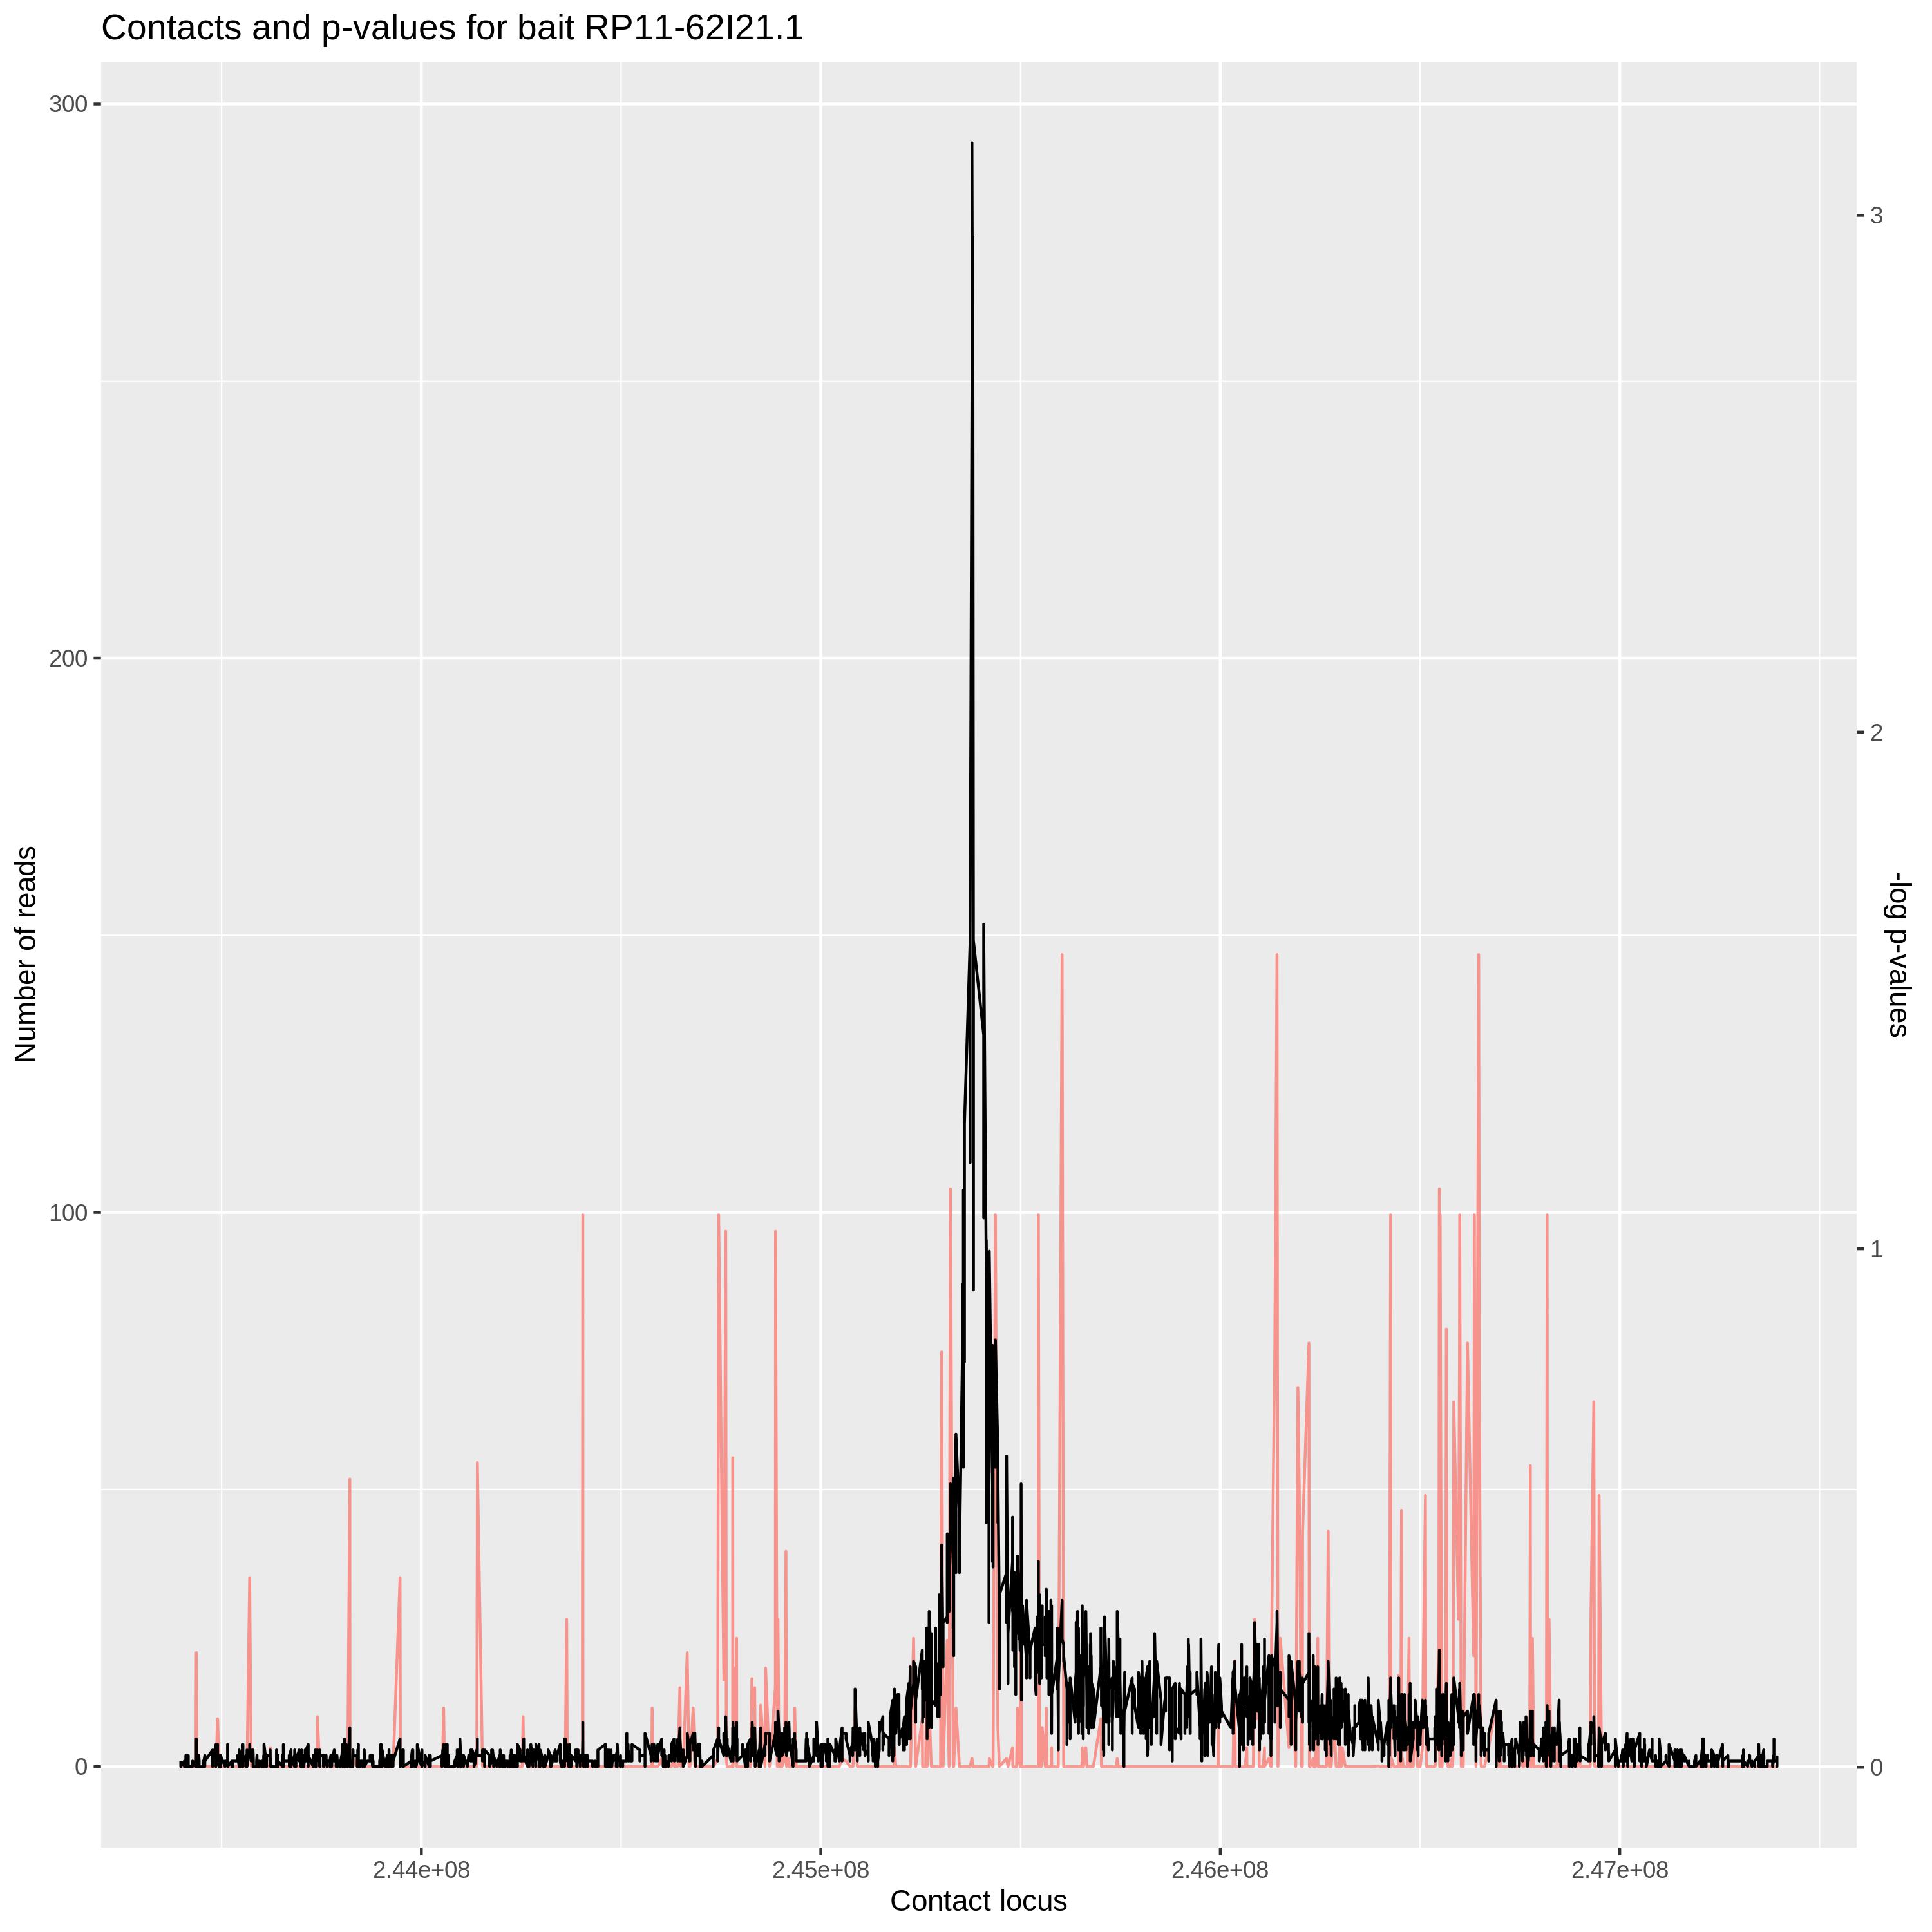 Contacts and p-values for bait RP11-62I21.1
300
200
100
0
Number of reads
3
2
1
0
-log p-values
2.44e+08 2.45e+08 2.46e+08 2.47e+08
Contact locus